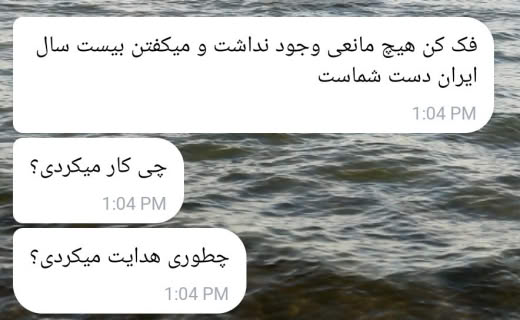 فک کن هیچ مانعی وجود نداشت و میکفتن بیست سال
ایران دست شماست
1:04 PM
چی کار میکردی؟
1:04 PM
چطوری هدایت میکردی؟
1:04 PM